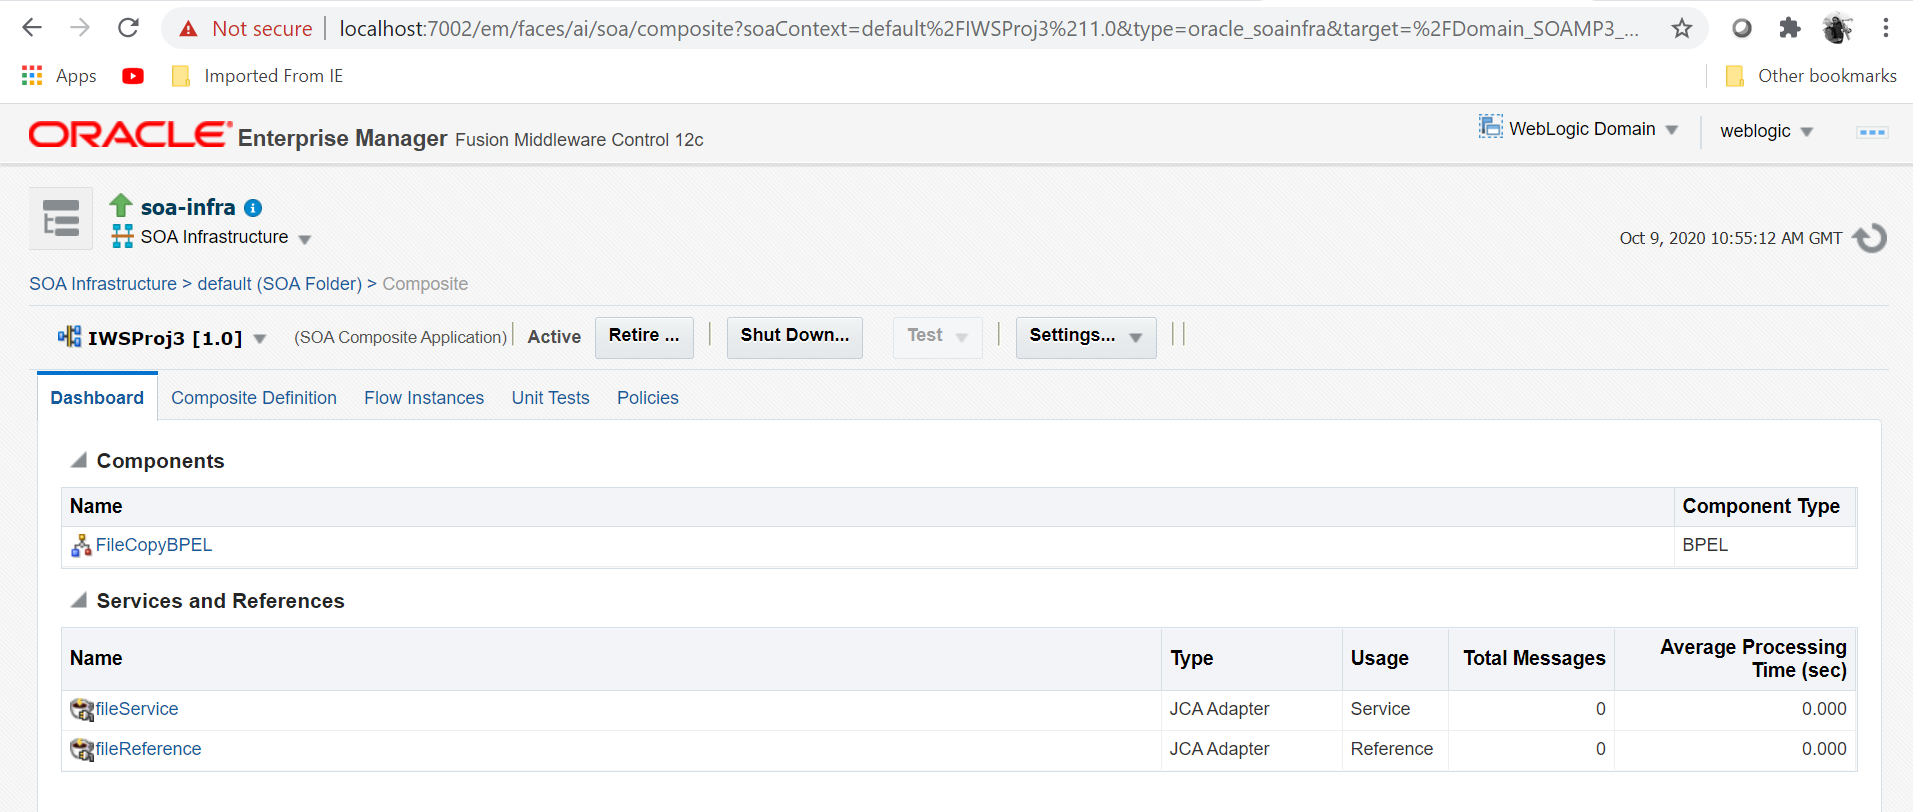 Not secure | localhost:7002/em/faces/ai/soa/composite?soaContext=default%2FIWSProj3%211.0&type=oracle_soainfra&target=%2FDomain_SOAMP3_...
Apps Imported From IE Other bookmarks
ORACLE Enterprise Manager Fusion Middleware Control 12c WebLogic Domain weblogic
soa-infra
SOA Infrastructure
Oct 9, 2020 10:55:12 AM GMT
SOA Infrastructure > default (SOA Folder) > Composite
IWSProj3 [1.0] (SOA Composite Application) Active Retire ... Shut Down... Test Settings...
Dashboard Composite Definition Flow Instances Unit Tests Policies
Components
Name Component Type
FileCopyBPEL BPEL
Services and References
Name Type Usage Total Messages Average Processing Time (sec)
fileService JCA Adapter Service 0 0.000
fileReference JCA Adapter Reference 0 0.000